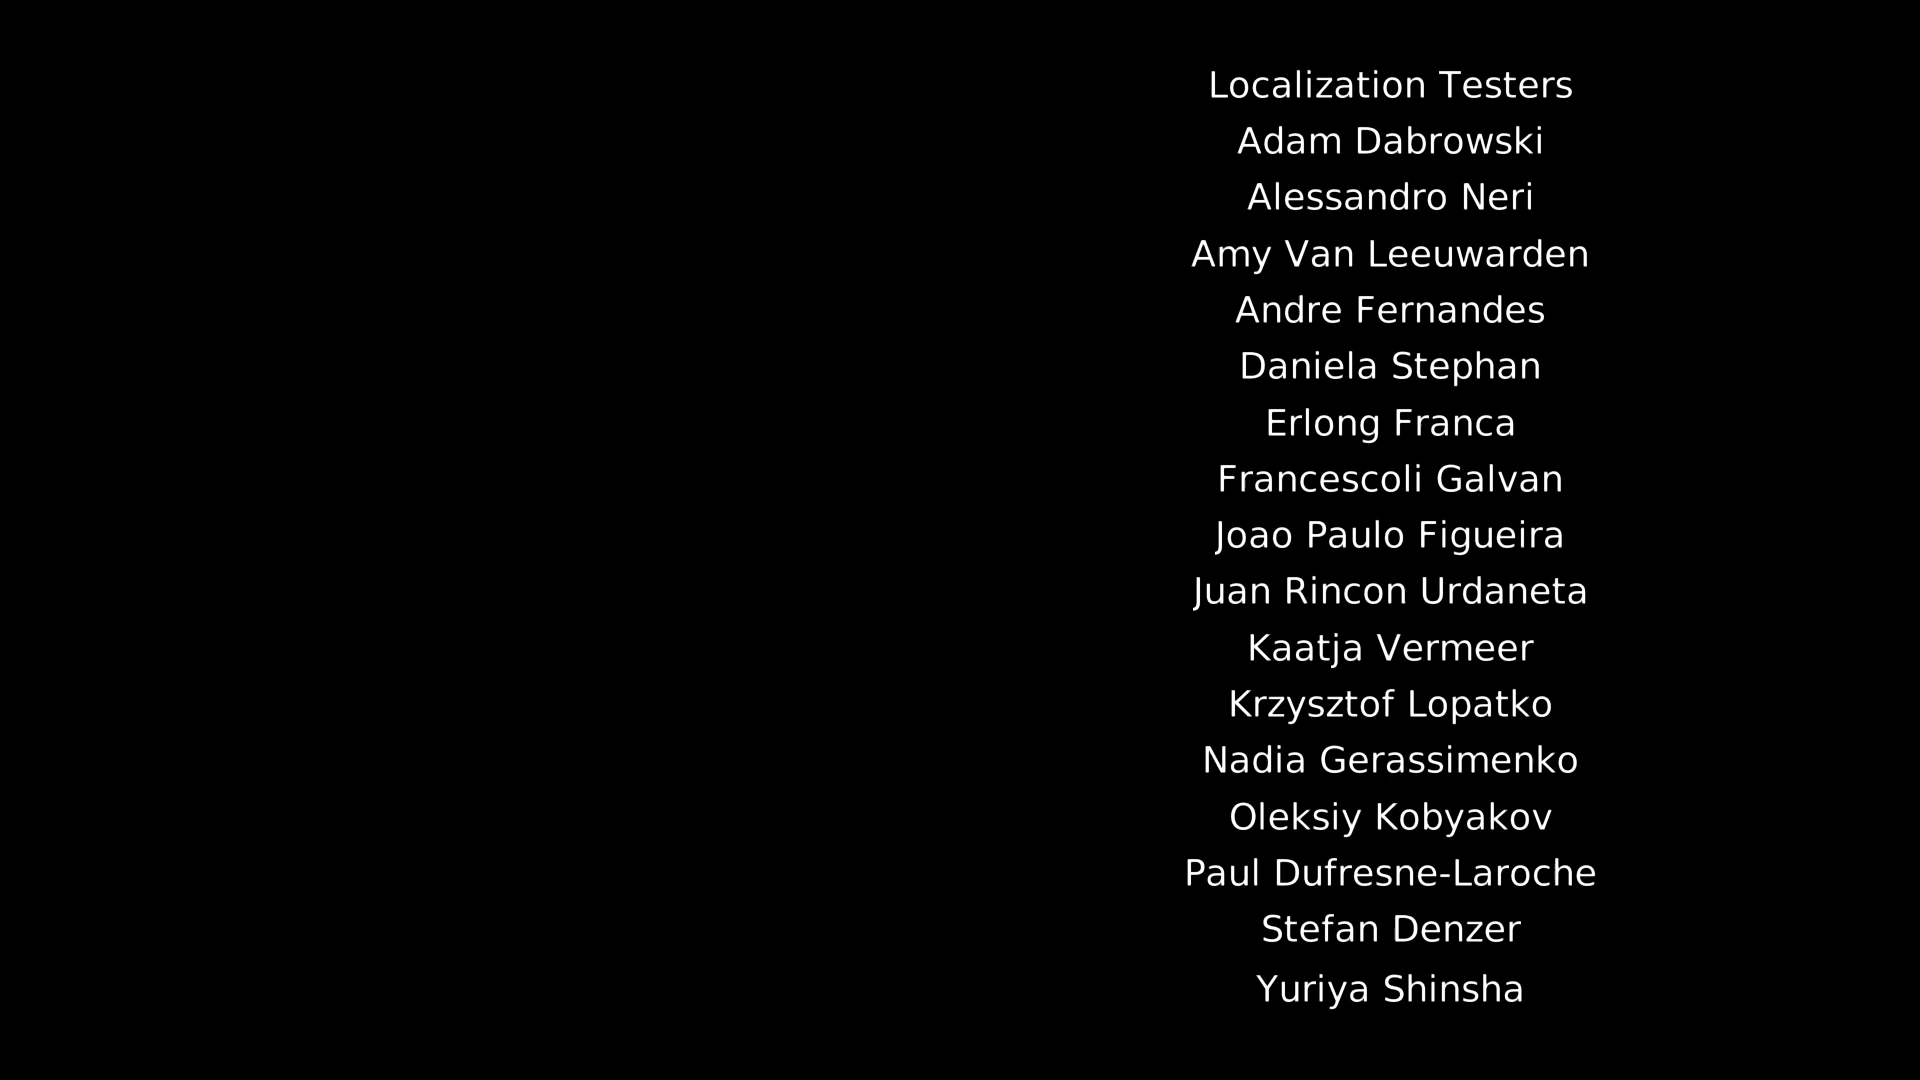 Localization Testers
Adam Dabrowski
Alessandro Neri
Amy Van Leeuwarden
Andre Fernandes
Daniela Stephan
Erlong Franca
Francescoli Galvan
Joao Paulo Figueira
Juan Rincon Urdaneta
Kaatja Vermeer
Krzysztof Lopatko
Nadia Gerassimenko
Oleksiy Kobyakov
Paul Dufresne-Laroche
Stefan Denzer
Yuriya Shinsha